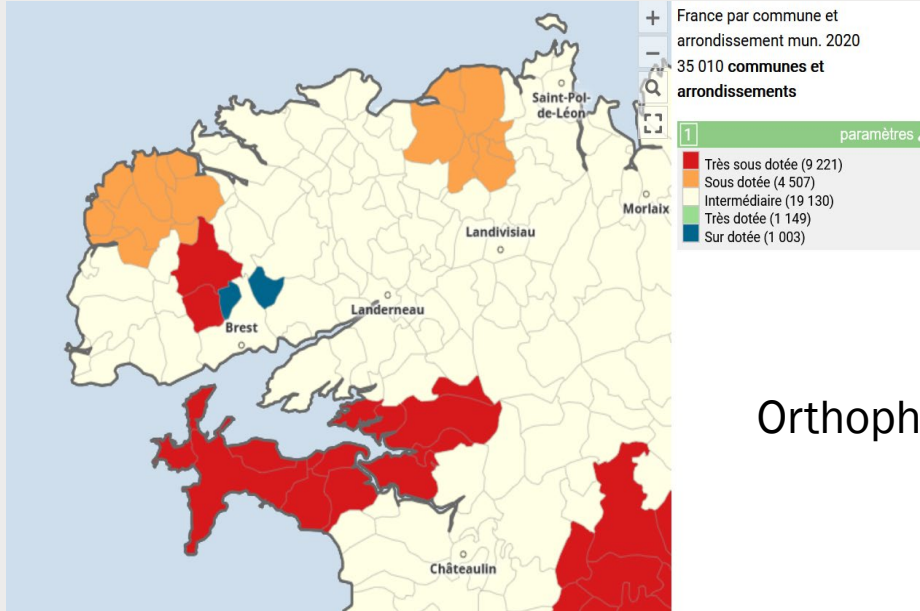 +
France par commune et
arrondissement mun. 2020
−
35 010 communes et
arrondissements
Saint-Pol-
de-Léon
1 paramètres
Très sous dotée (9 221)
Sous dotée (4 507)
Intermédiaire (19 130)
Très dotée (1 149)
Sur dotée (1 003)
Morlaix
Landivisiau
Landerneau
Brest
Orthoph
Châteaulin